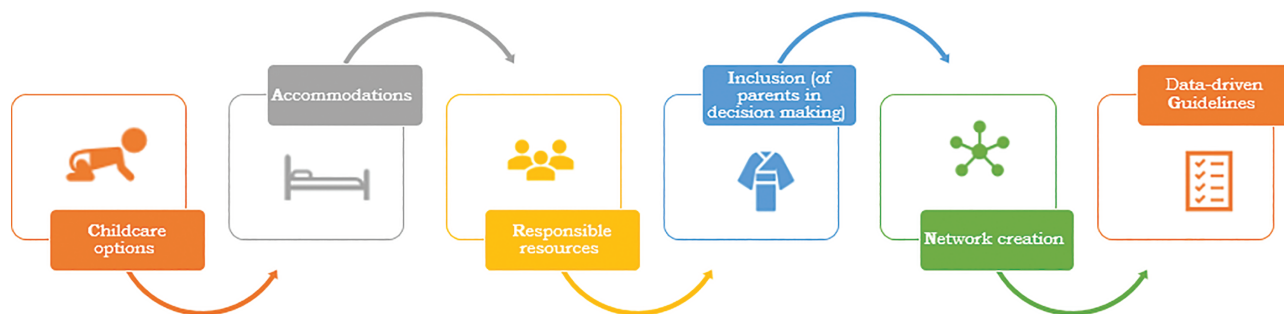 Childcare
options
Accommodations
Responsible
resources
Inclusion (of
parents in
decision making)
Network creation
Data-driven
Guidelines